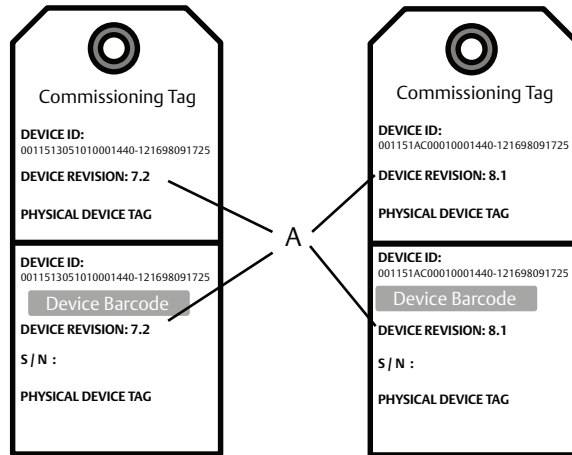 Commissioning Tag
DEVICE ID:
0011513051010001440-121698091725
DEVICE REVISION: 7.2
PHYSICAL DEVICE TAG
DEVICE ID:
0011513051010001440-121698091725
Device Barcode
DEVICE REVISION: 7.2
S / N :
PHYSICAL DEVICE TAG
A
Commissioning Tag
DEVICE ID:
001151AC00010001440-121698091725
DEVICE REVISION: 8.1
PHYSICAL DEVICE TAG
DEVICE ID:
001151AC00010001440-121698091725
Device Barcode
DEVICE REVISION: 8.1
S / N :
PHYSICAL DEVICE TAG